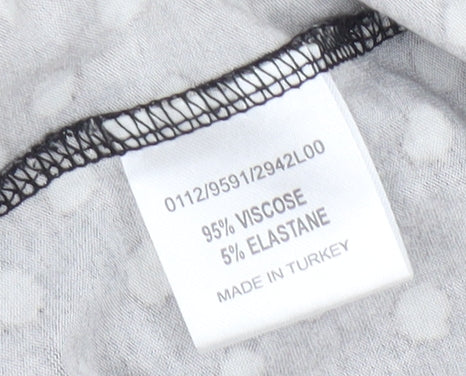 0112/9591/2942L00
95% VISCOSE
5% ELASTANE
MADE IN TURKEY